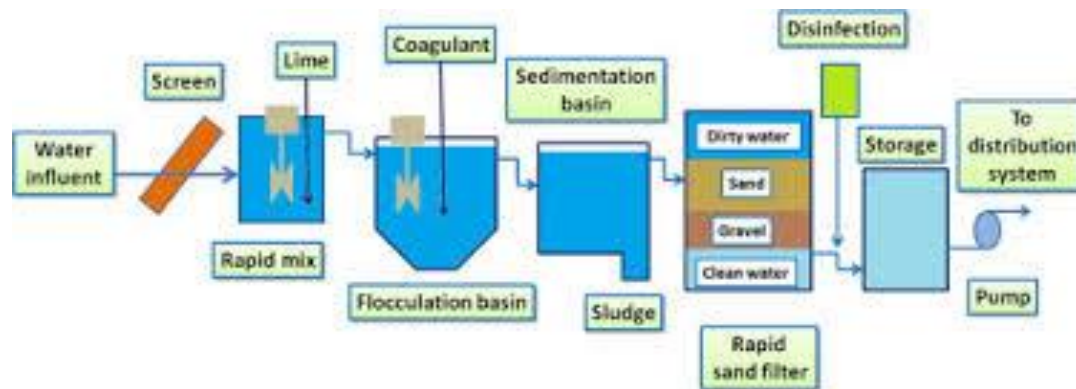 Disinfection
Coagulant
Lime
Sedimentation
basin
Screen
To
distribution
system
Water
influent
Dirty water
Storage
Sand
Gravel
Rapid mix
Clean water
Flocculation basin
Sludge
Pump
Rapid
sand filter